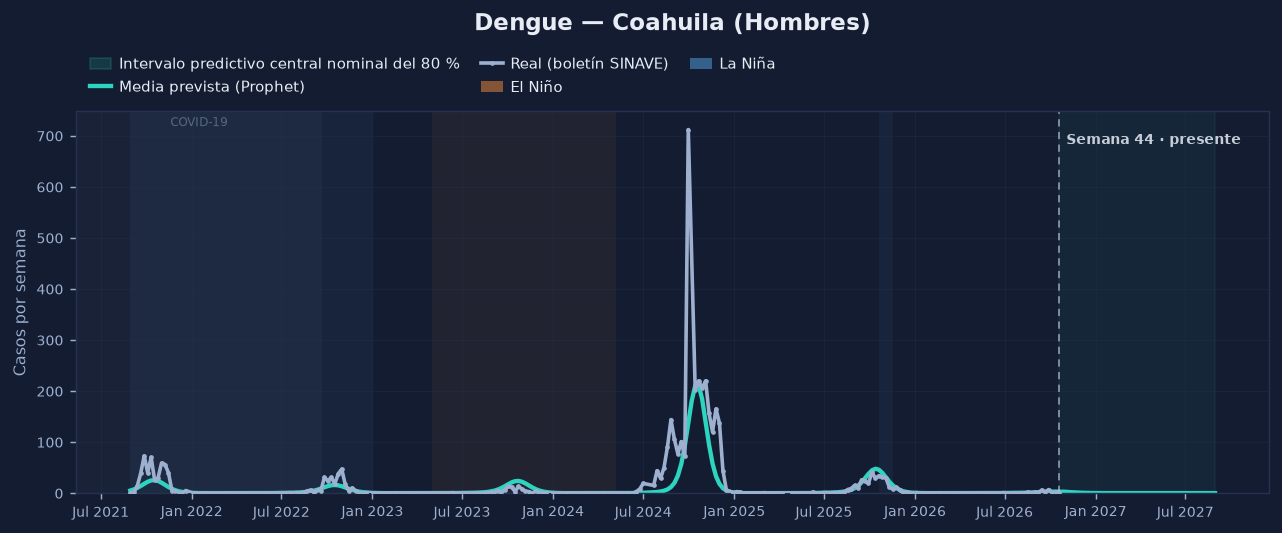 Dengue — Coahuila (Hombres)
Intervalo predictivo central nominal del 80 %
Real (boletín SINAVE)
La Niña
Media prevista (Prophet)
El Niño
COVID-19
Semana 44 · presente
Casos por semana
700
600
500
400
300
200
100
0
Jul 2021
Jan 2022
Jul 2022
Jan 2023
Jul 2023
Jan 2024
Jul 2024
Jan 2025
Jul 2025
Jan 2026
Jul 2026
Jan 2027
Jul 2027